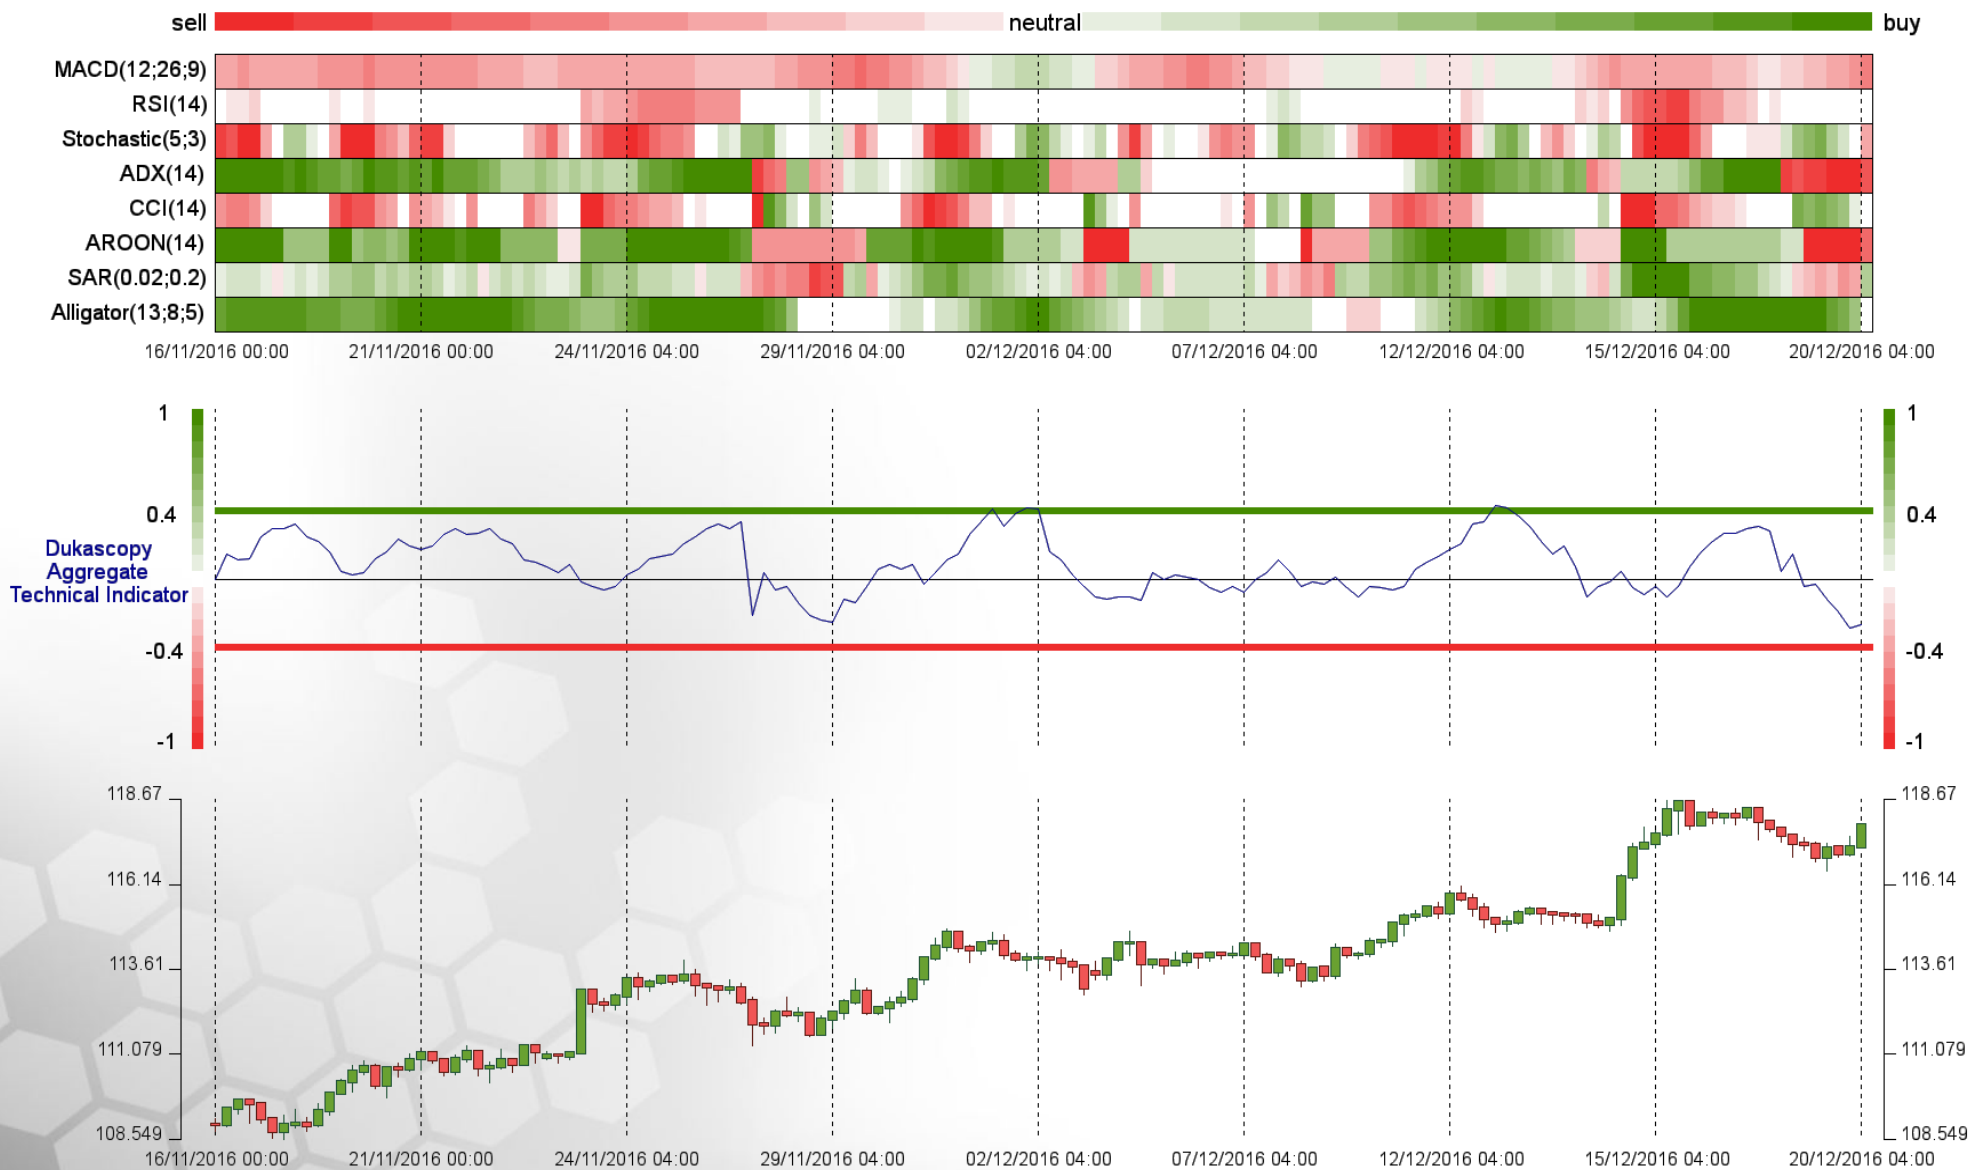 sell neutral buy
MACD(12;26;9)
RSI(14)
Stochastic(5;3)
ADX(14)
CCI(14)
AROON(14)
SAR(0.02;0.2)
Alligator(13;8;5)
16/11/2016 00:00 21/11/2016 00:00 24/11/2016 04:00 29/11/2016 04:00 02/12/2016 04:00 07/12/2016 04:00 12/12/2016 04:00 15/12/2016 04:00 20/12/2016 04:00
1 1
0.4 0.4
Dukascopy
Aggregate
Technical Indicator
-0.4 -0.4
-1 -1
118.67 118.67
116.14 116.14
113.61 113.61
111.079 111.079
108.549 108.549
16/11/2016 00:00 21/11/2016 00:00 24/11/2016 04:00 29/11/2016 04:00 02/12/2016 04:00 07/12/2016 04:00 12/12/2016 04:00 15/12/2016 04:00 20/12/2016 04:00